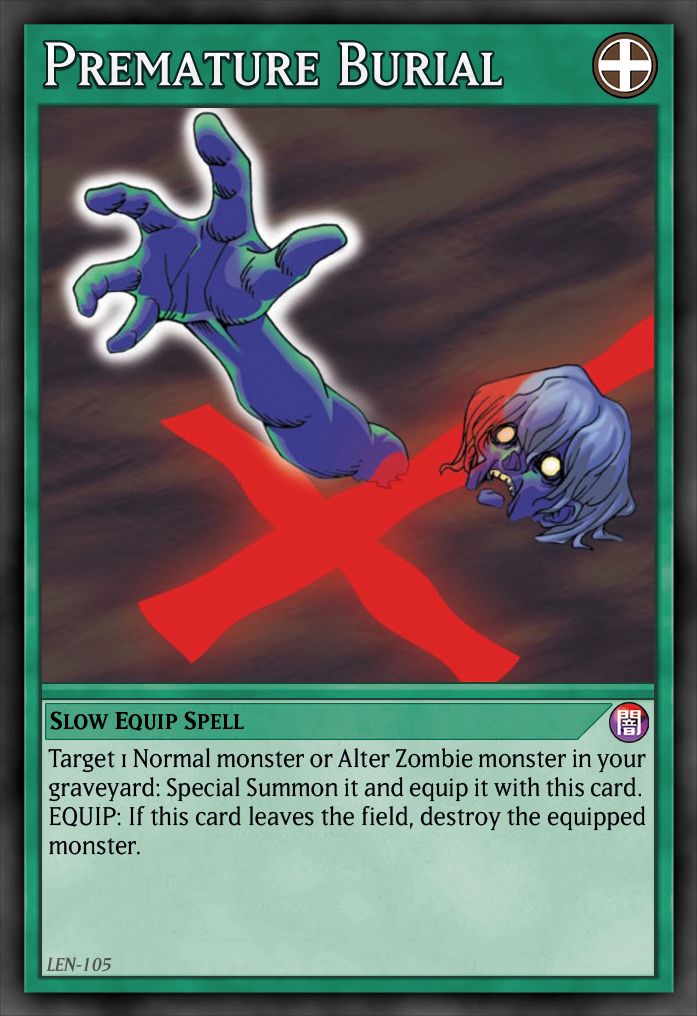 Premature Burial
Slow Equip Spell
闇
Target 1 Normal monster or Alter Zombie monster in your
graveyard: Special Summon it and equip it with this card.
EQUIP: If this card leaves the field, destroy the equipped
monster.
LEN-105